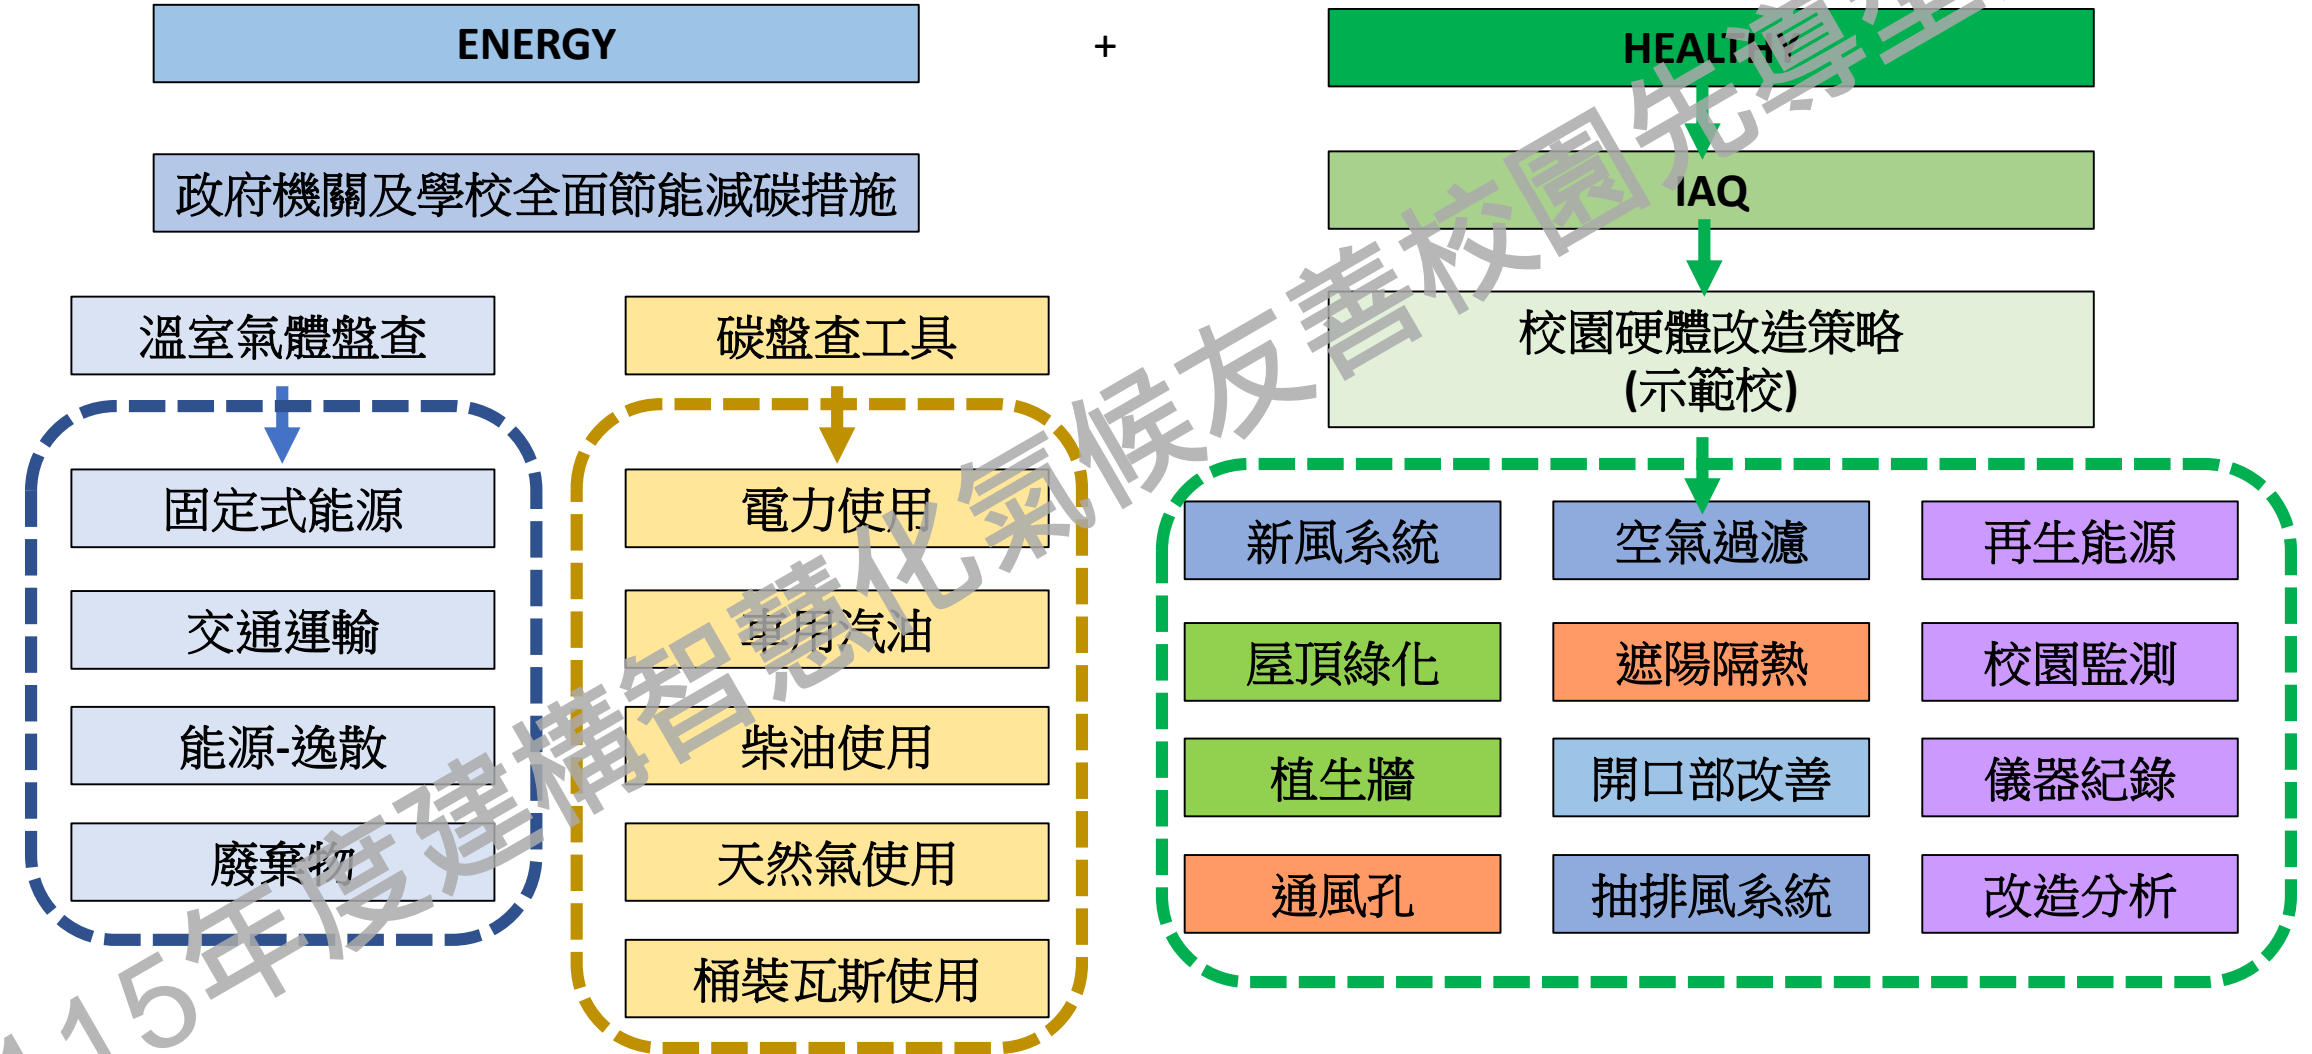 ENERGY
+
HEALTHY
政府機關及學校全面節能減碳措施
IAQ
溫室氣體盤查
碳盤查工具
校園硬體改造策略
(示範校)
固定式能源
交通運輸
能源-逸散
廢棄物
電力使用
車用汽油
柴油使用
天然氣使用
桶裝瓦斯使用
新風系統
空氣過濾
再生能源
屋頂綠化
遮陽隔熱
校園監測
植生牆
開口部改善
儀器紀錄
通風孔
抽排風系統
改造分析
115年度建構智慧化氣候友善校園先導型